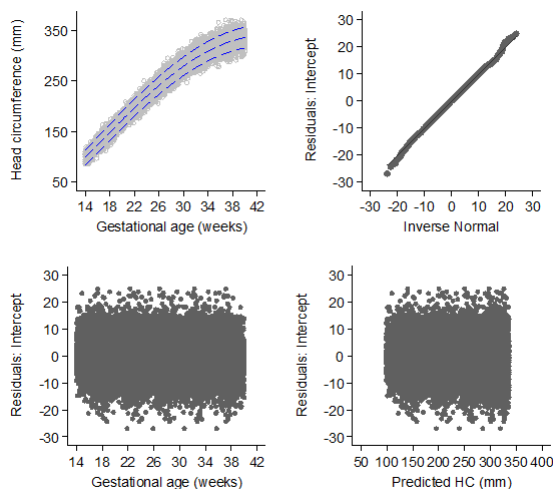 Head circumference (mm)
350
250
150
50
14 18 22 26 30 34 38 42
Gestational age (weeks)
Residuals: Intercept
30
20
10
0
-10
-20
-30
-30 -20 -10 0 10 20 30
Inverse Normal
Residuals: Intercept
30
20
10
0
-10
-20
-30
14 18 22 26 30 34 38 42
Gestational age (weeks)
Residuals: Intercept
30
20
10
0
-10
-20
-30
50 100 150 200 250 300 350 400
Predicted HC (mm)